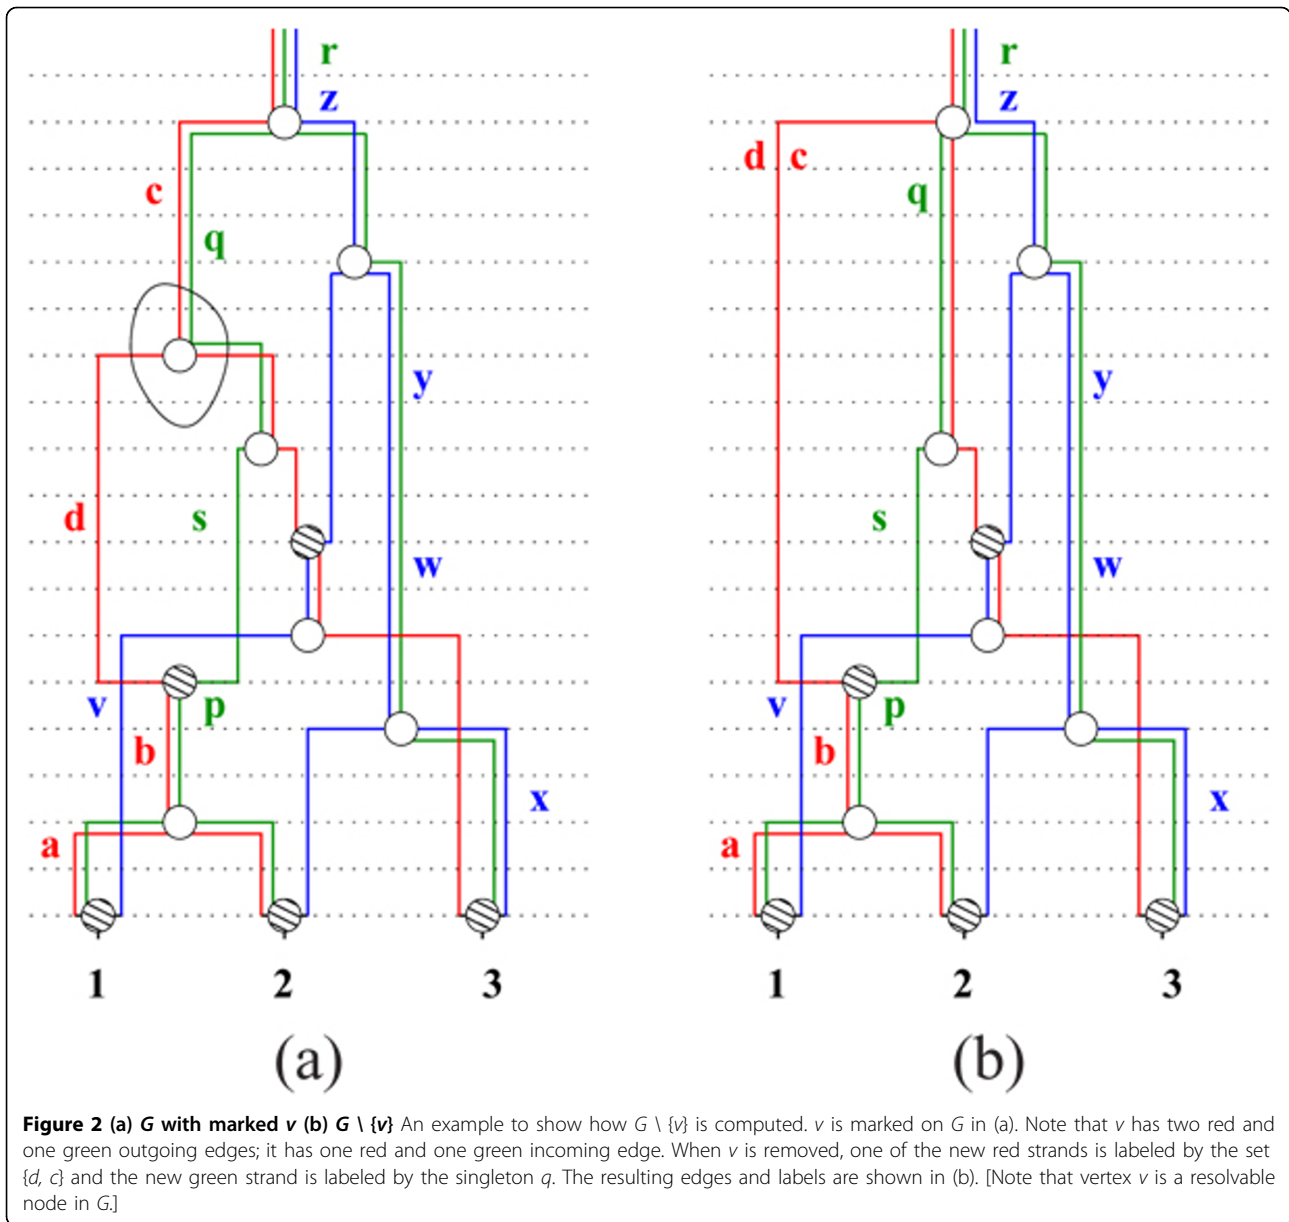 r
r
z
z
d c
c
q
q
y
y
d
s
s
w
w
v
p
v
p
b
b
x
x
a
a
1 2 3
1 2 3
(a)
(b)
Figure 2 (a) G with marked v (b) G \ {v} An example to show how G \ {v} is computed. v is marked on G in (a). Note that v has two red and
one green outgoing edges; it has one red and one green incoming edge. When v is removed, one of the new red strands is labeled by the set
{d, c} and the new green strand is labeled by the singleton q. The resulting edges and labels are shown in (b). [Note that vertex v is a resolvable
node in G.]